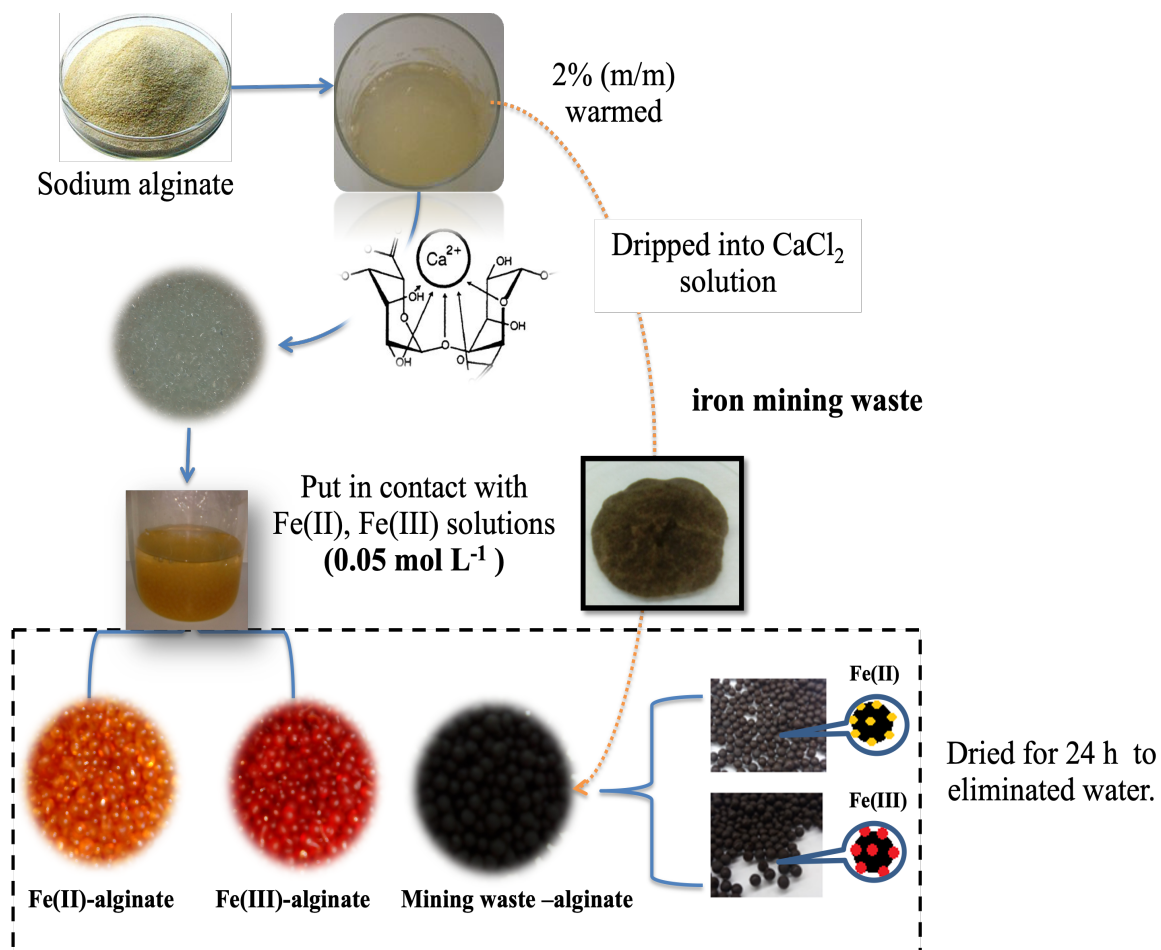 2% (m/m)
warmed
Sodium alginate
Dripped into CaCl₂
solution
Ca²⁺
OH
O
O
OH
O
O
OH
O
OH
O
iron mining waste
Put in contact with
Fe(II), Fe(III) solutions
(0.05 mol L⁻¹ )
Fe(II)
Fe(III)
Dried for 24 h to
eliminated water.
Fe(II)-alginate
Fe(III)-alginate
Mining waste –alginate